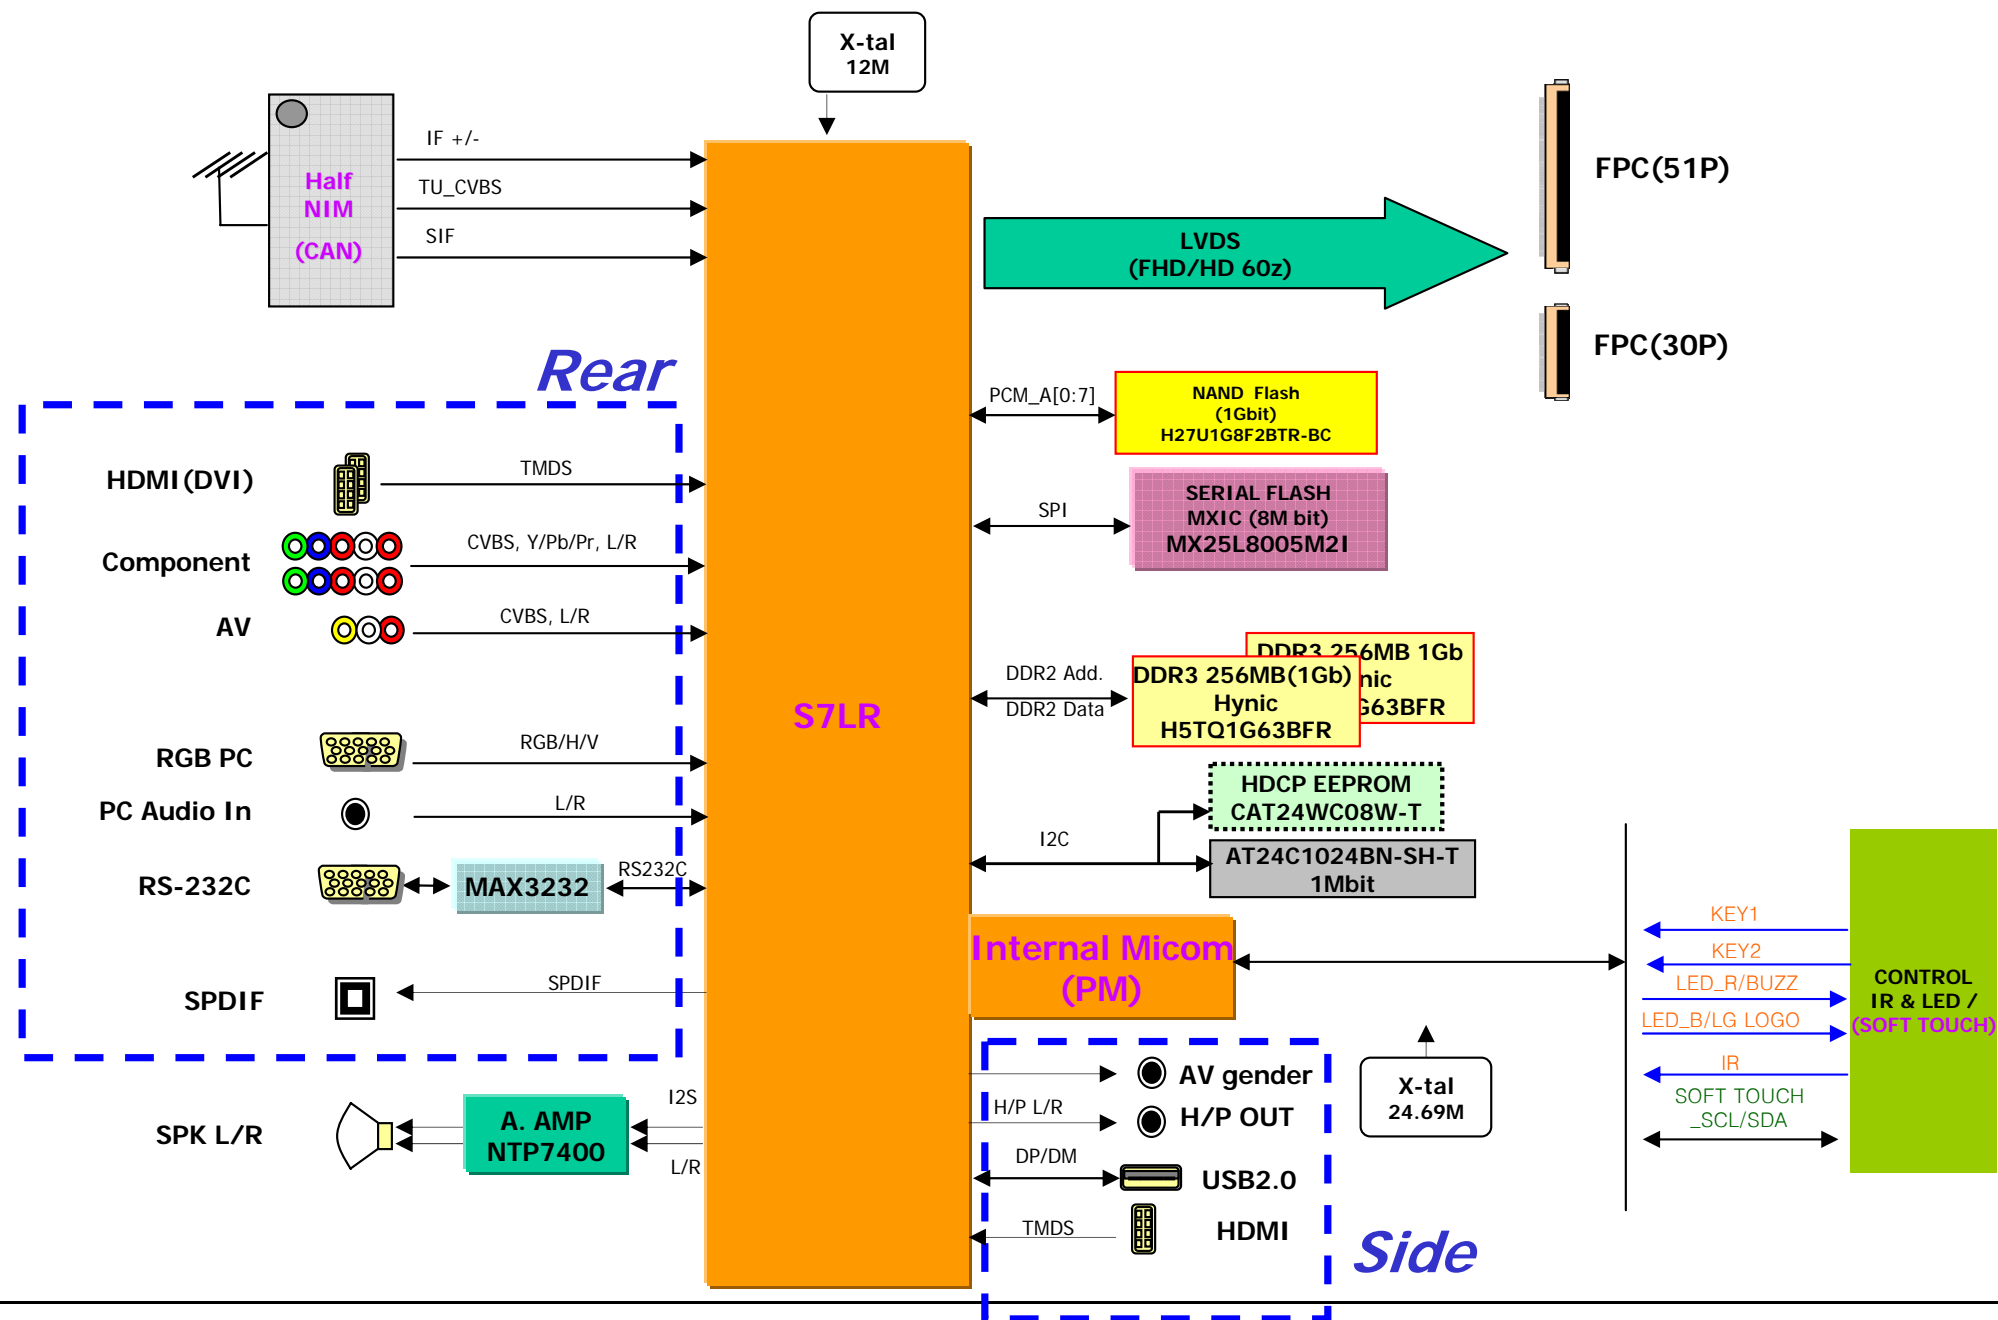 X-tal
12M
IF +/-
Half
NIM
(CAN)
TU_CVBS
SIF
LVDS
(FHD/HD 60z)
FPC(51P)
FPC(30P)
Rear
HDMI(DVI)
TMDS
Component
CVBS, Y/Pb/Pr, L/R
AV
CVBS, L/R
RGB PC
RGB/H/V
PC Audio In
L/R
RS-232C
MAX3232
RS232C
SPDIF
SPDIF
SPK L/R
A. AMP
NTP7400
I2S
L/R
S7LR
PCM_A[0:7]
NAND Flash
(1Gbit)
H27U1G8F2BTR-BC
SPI
SERIAL FLASH
MXIC (8M bit)
MX25L8005M2I
DDR2 Add.
DDR2 Data
DDR3 256MB(1Gb)
Hynic
H5TQ1G63BFR
DDR3 256MB 1Gb
nic
G63BFR
I2C
HDCP EEPROM
CAT24WC08W-T
AT24C1024BN-SH-T
1Mbit
Internal Micom
(PM)
AV gender
H/P L/R
H/P OUT
DP/DM
USB2.0
TMDS
HDMI
Side
X-tal
24.69M
KEY1
KEY2
LED_R/BUZZ
LED_B/LG LOGO
IR
SOFT TOUCH
_SCL/SDA
CONTROL
IR & LED /
(SOFT TOUCH)